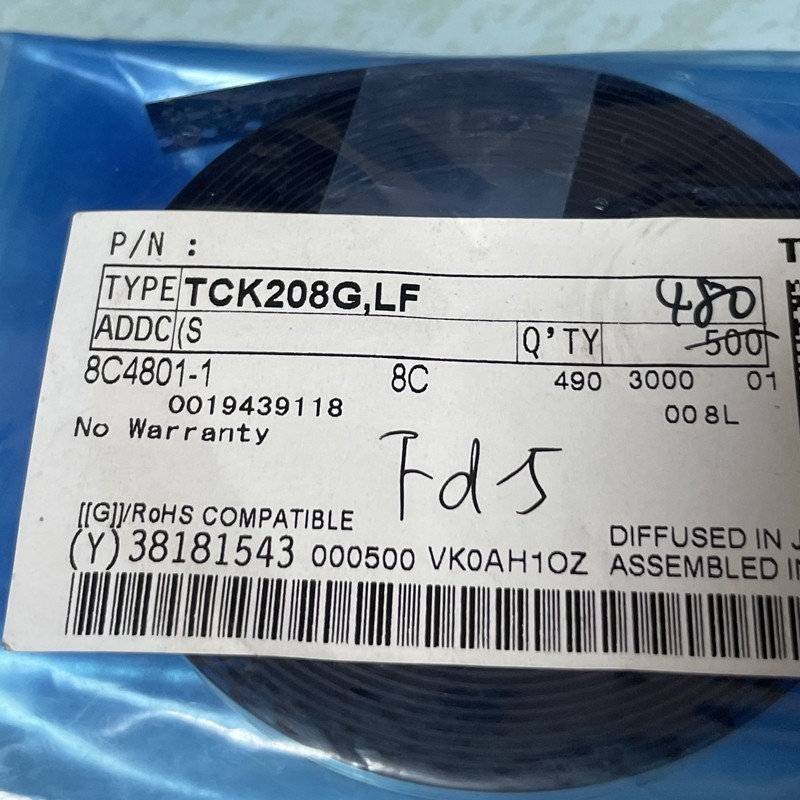 P/N :
TYPE TCK208G,LF 480
ADDC (S Q'TY 500
8C4801-1 8C 490 3000 01
0019439118 008L
No Warranty
Fd5
[[G]]/RoHS COMPATIBLE
DIFFUSED IN J
(Y)38181543 000500 VK0AH1OZ ASSEMBLED IN